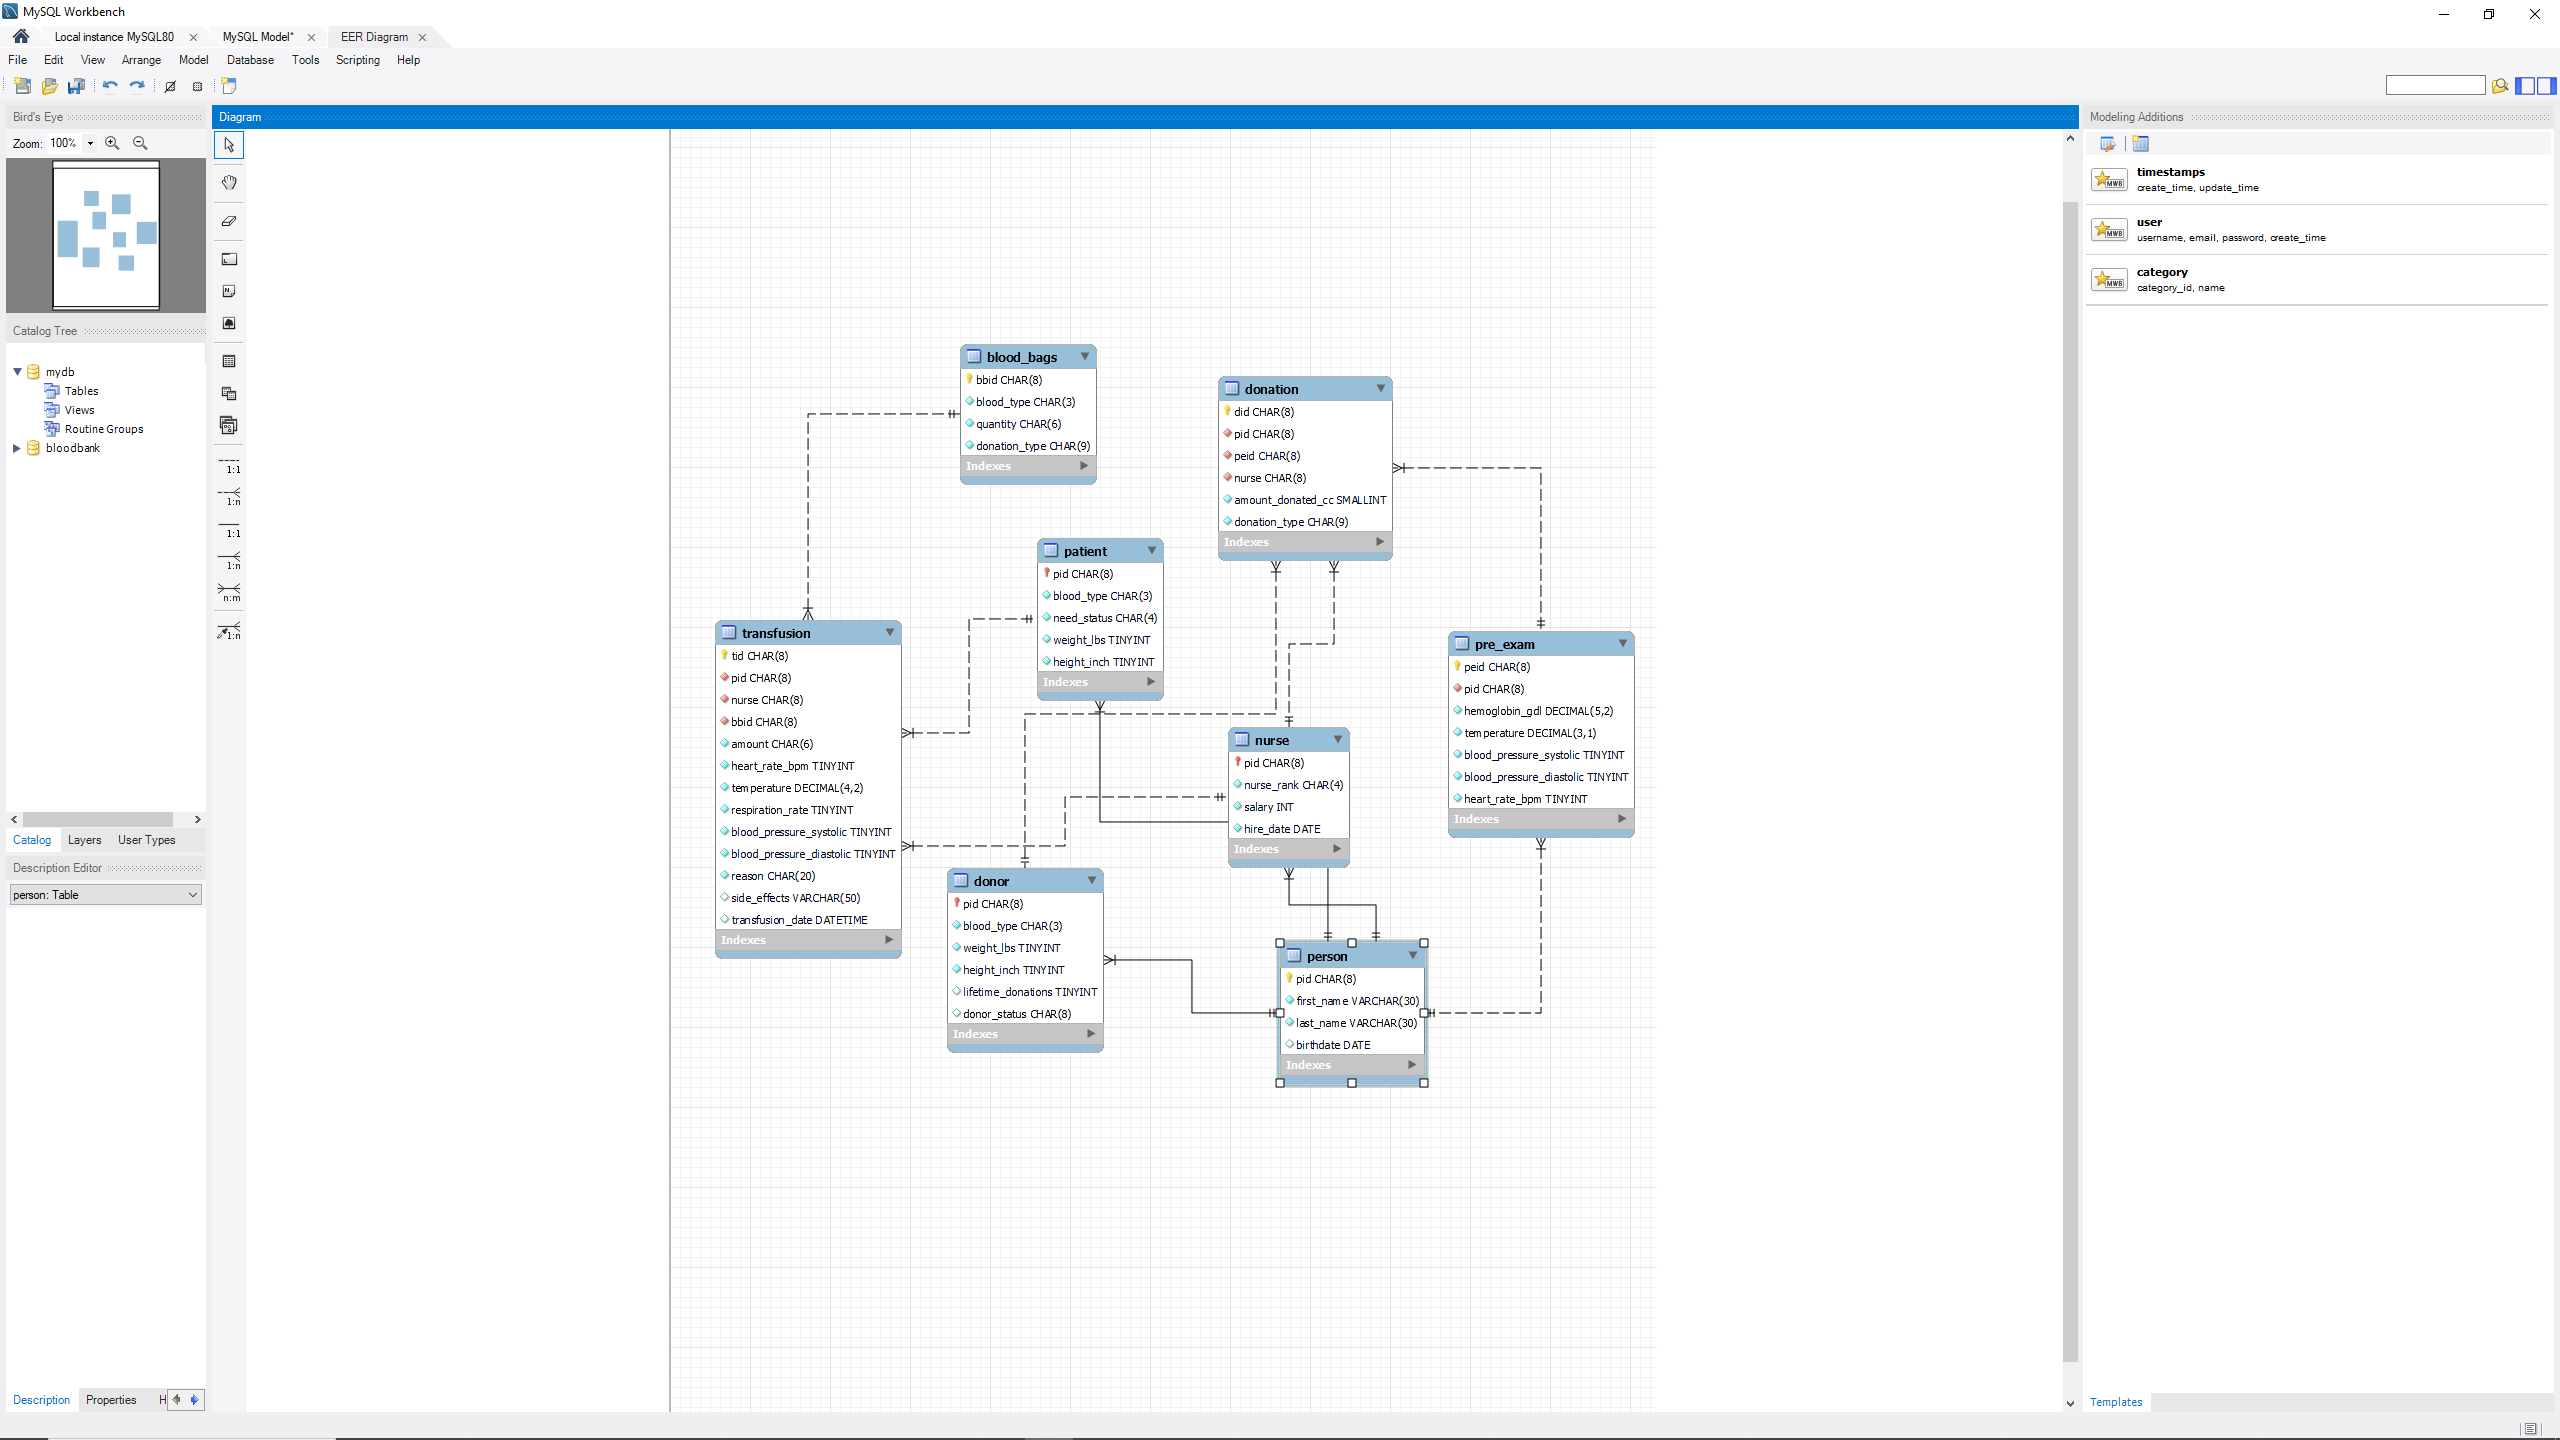 MySQL Workbench
Local instance MySQL80
MySQL Model*
EER Diagram
File Edit View Arrange Model Database Tools Scripting Help
Bird's Eye
Zoom: 100%
Catalog Tree
mydb
Tables
Views
Routine Groups
bloodbank
Catalog Layers User Types
Description Editor
person: Table
Description Properties H
Diagram
1:1
1:n
1:1
1:n
n:m
1:n
blood_bags
bbid CHAR(8)
blood_type CHAR(3)
quantity CHAR(6)
donation_type CHAR(9)
Indexes
donation
did CHAR(8)
pid CHAR(8)
peid CHAR(8)
nurse CHAR(8)
amount_donated_cc SMALLINT
donation_type CHAR(9)
Indexes
patient
pid CHAR(8)
blood_type CHAR(3)
need_status CHAR(4)
weight_lbs TINYINT
height_inch TINYINT
Indexes
transfusion
tid CHAR(8)
pid CHAR(8)
nurse CHAR(8)
bbid CHAR(8)
amount CHAR(6)
heart_rate_bpm TINYINT
temperature DECIMAL(4,2)
respiration_rate TINYINT
blood_pressure_systolic TINYINT
blood_pressure_diastolic TINYINT
reason CHAR(20)
side_effects VARCHAR(50)
transfusion_date DATETIME
Indexes
pre_exam
peid CHAR(8)
pid CHAR(8)
hemoglobin_gdl DECIMAL(5,2)
temperature DECIMAL(3,1)
blood_pressure_systolic TINYINT
blood_pressure_diastolic TINYINT
heart_rate_bpm TINYINT
Indexes
nurse
pid CHAR(8)
nurse_rank CHAR(4)
salary INT
hire_date DATE
Indexes
donor
pid CHAR(8)
blood_type CHAR(3)
weight_lbs TINYINT
height_inch TINYINT
lifetime_donations TINYINT
donor_status CHAR(8)
Indexes
person
pid CHAR(8)
first_name VARCHAR(30)
last_name VARCHAR(30)
birthdate DATE
Indexes
Modeling Additions
MWB
timestamps
create_time, update_time
MWB
user
username, email, password, create_time
MWB
category
category_id, name
Templates